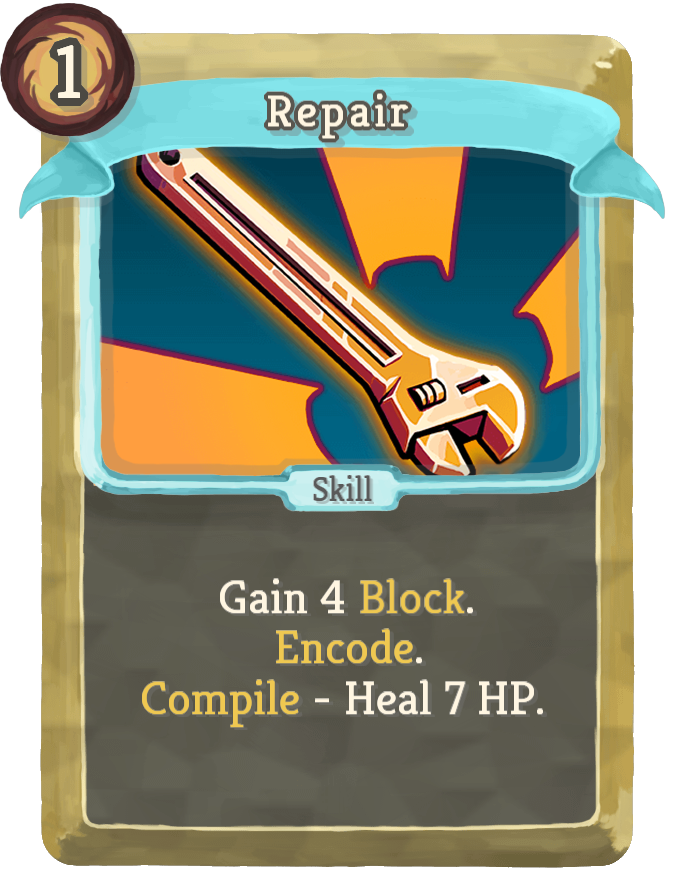 1
Repair
Skill
Gain 4 Block.
Encode.
Compile - Heal 7 HP.